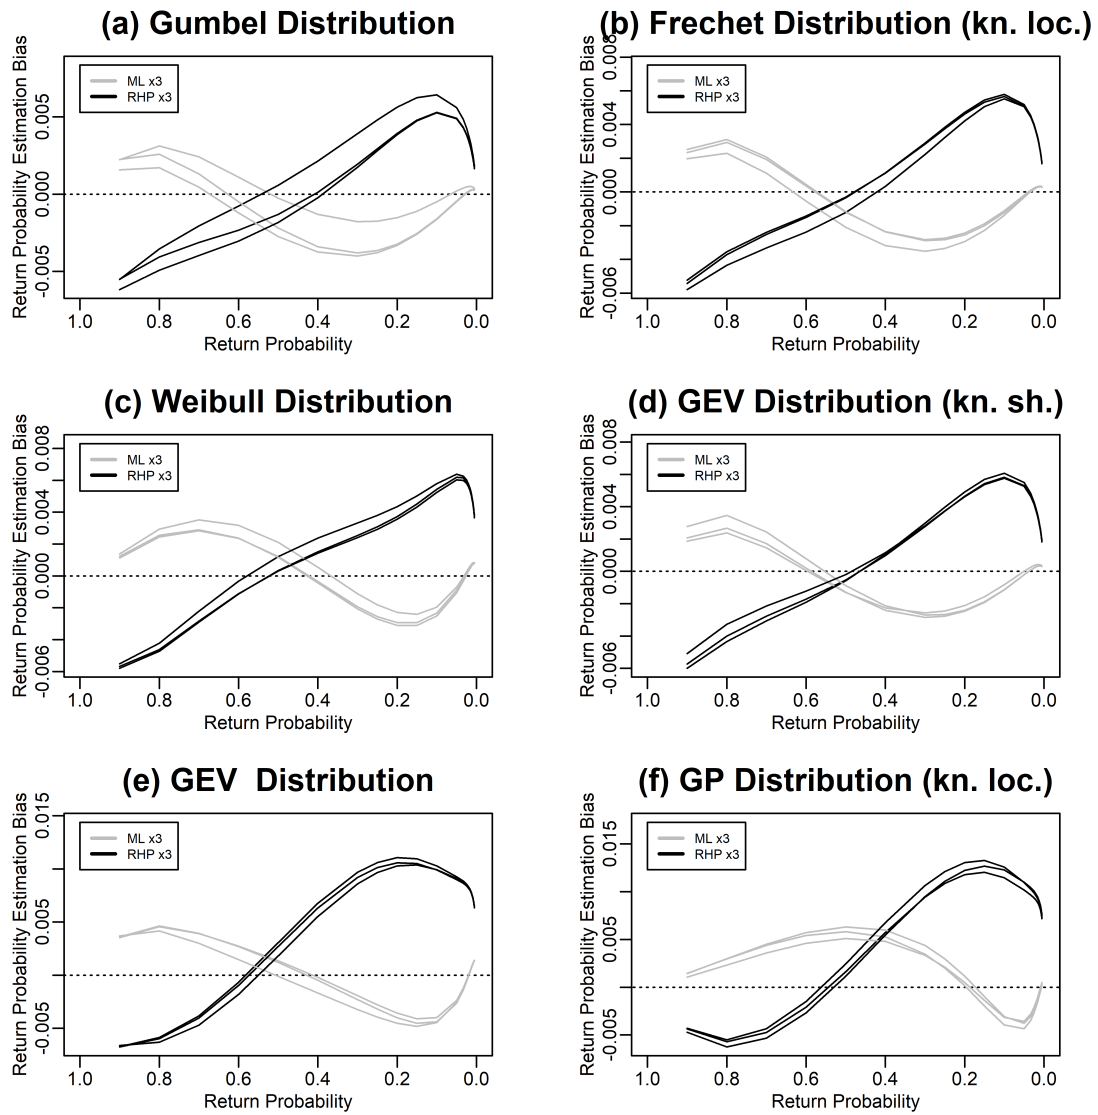 (a) Gumbel Distribution
Return Probability Estimation Bias
0.005
0.000
-0.005
ML x3
RHP x3
1.0 0.8 0.6 0.4 0.2 0.0
Return Probability
(b) Frechet Distribution (kn. loc.)
Return Probability Estimation Bias
0.008
0.004
0.000
-0.006
ML x3
RHP x3
1.0 0.8 0.6 0.4 0.2 0.0
Return Probability
(c) Weibull Distribution
Return Probability Estimation Bias
0.008
0.004
0.000
-0.006
ML x3
RHP x3
1.0 0.8 0.6 0.4 0.2 0.0
Return Probability
(d) GEV Distribution (kn. sh.)
Return Probability Estimation Bias
0.008
0.004
0.000
-0.006
ML x3
RHP x3
1.0 0.8 0.6 0.4 0.2 0.0
Return Probability
(e) GEV  Distribution
Return Probability Estimation Bias
0.015
0.005
-0.005
ML x3
RHP x3
1.0 0.8 0.6 0.4 0.2 0.0
Return Probability
(f) GP Distribution (kn. loc.)
Return Probability Estimation Bias
0.015
0.005
-0.005
ML x3
RHP x3
1.0 0.8 0.6 0.4 0.2 0.0
Return Probability